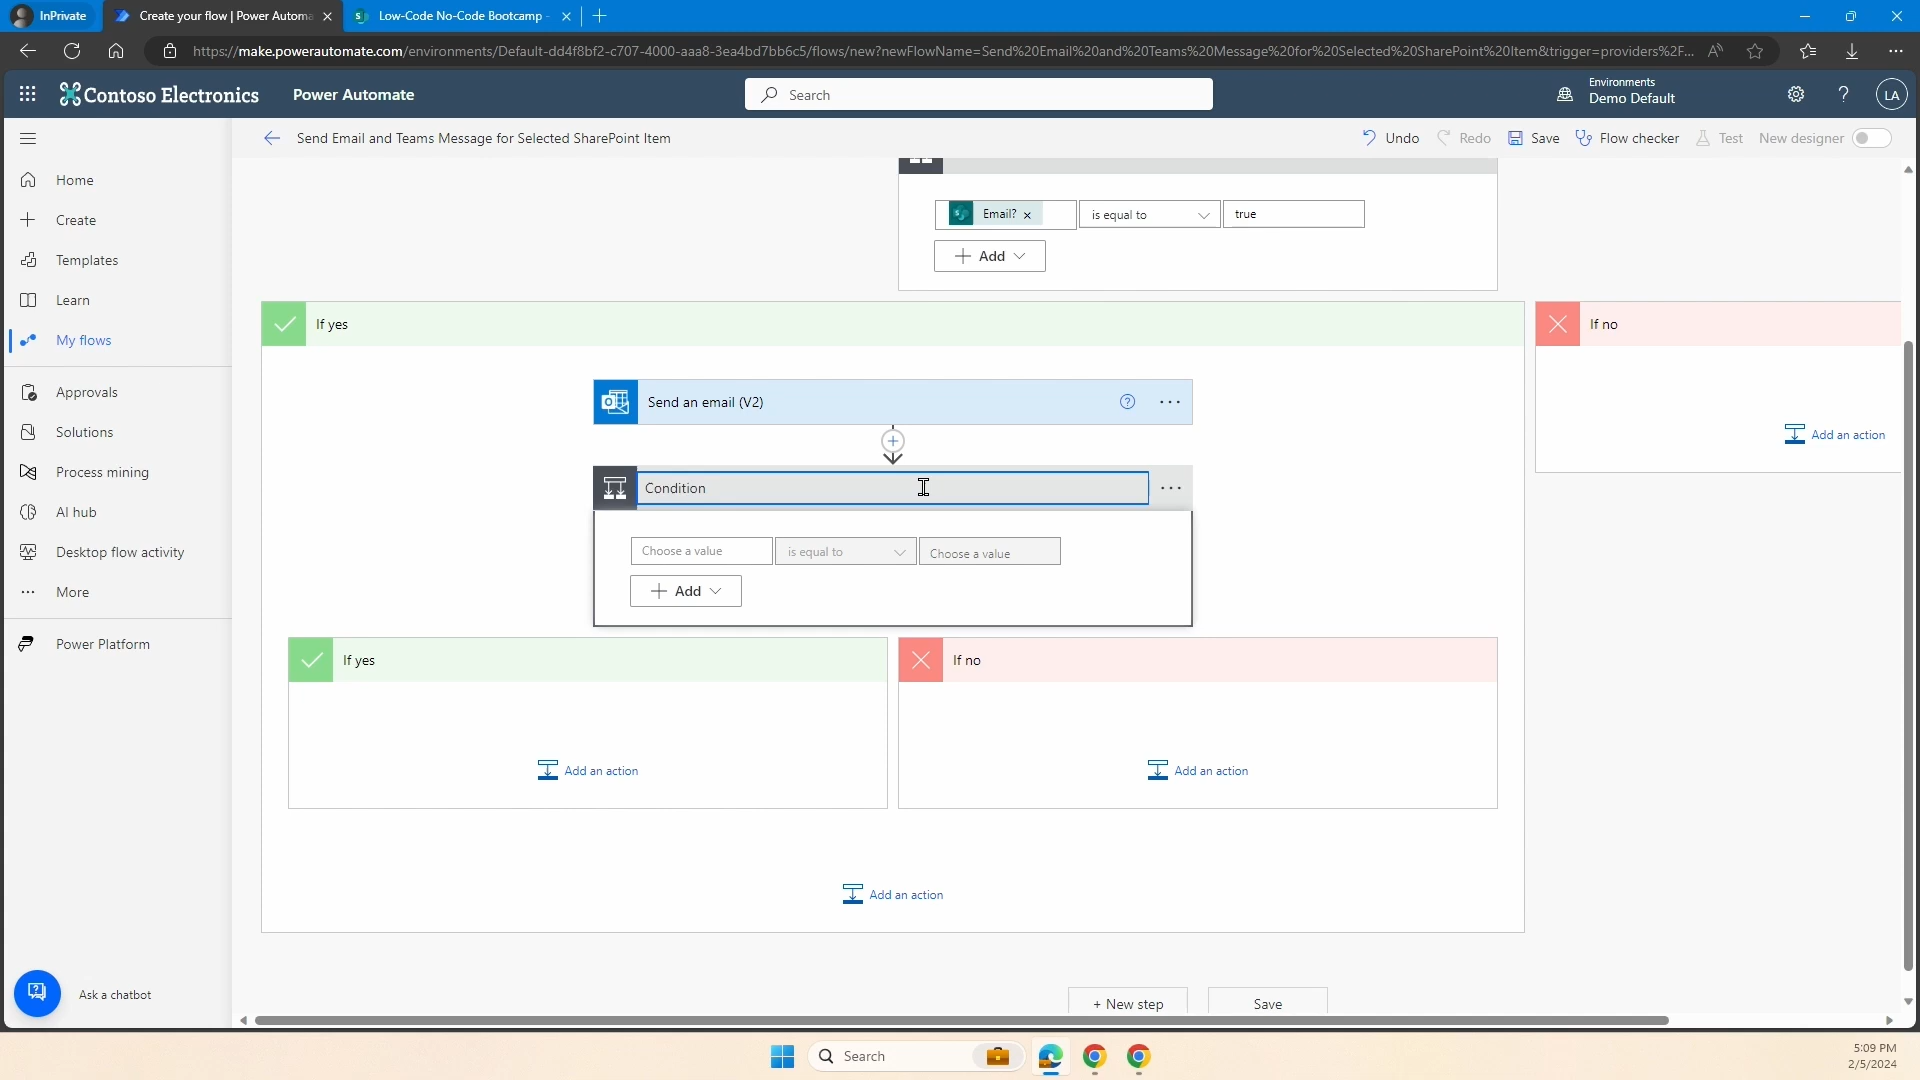 InPrivate
Create your flow | Power Automa
Low-Code No-Code Bootcamp -
https://make.powerautomate.com/environments/Default-dd4f8bf2-c707-4000-aaa8-3ea4bd7bb6c5/flows/new?newFlowName=Send%20Email%20and%20Teams%20Message%20for%20Selected%20SharePoint%20Item&trigger=providers%2F...
Contoso Electronics
Power Automate
Search
Environments
Demo Default
LA
Send Email and Teams Message for Selected SharePoint Item
Undo
Redo
Save
Flow checker
Test
New designer
Home
Create
Templates
Learn
My flows
Approvals
Solutions
Process mining
AI hub
Desktop flow activity
More
Power Platform
Ask a chatbot
Email?
is equal to
true
Add
If yes
If no
Send an email (V2)
Add an action
Condition
Choose a value
is equal to
Choose a value
Add
If yes
If no
Add an action
Add an action
Add an action
+ New step
Save
Search
5:09 PM
2/5/2024